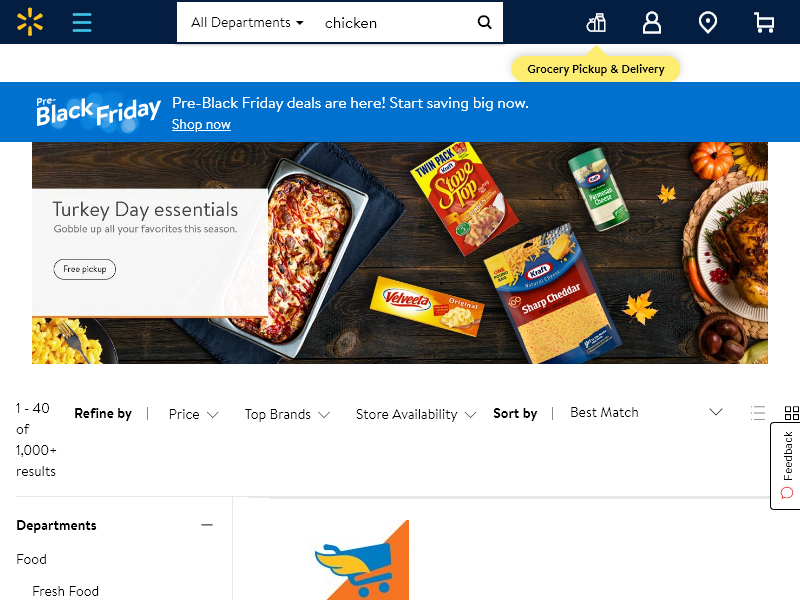 All Departments
chicken
Grocery Pickup & Delivery
Pre-
Black Friday
Pre-Black Friday deals are here! Start saving big now.
Shop now
Turkey Day essentials
Gobble up all your favorites this season.
Free pickup
TWIN PACK
Kraft
Stove Top
CHICKEN
Kraft
Parmesan Cheese
Velveeta
Original
Kraft
Natural Cheese
Sharp Cheddar
1 - 40 of 1,000+ results
Refine by
Price
Top Brands
Store Availability
Sort by
Best Match
Feedback
Departments
Food
Fresh Food